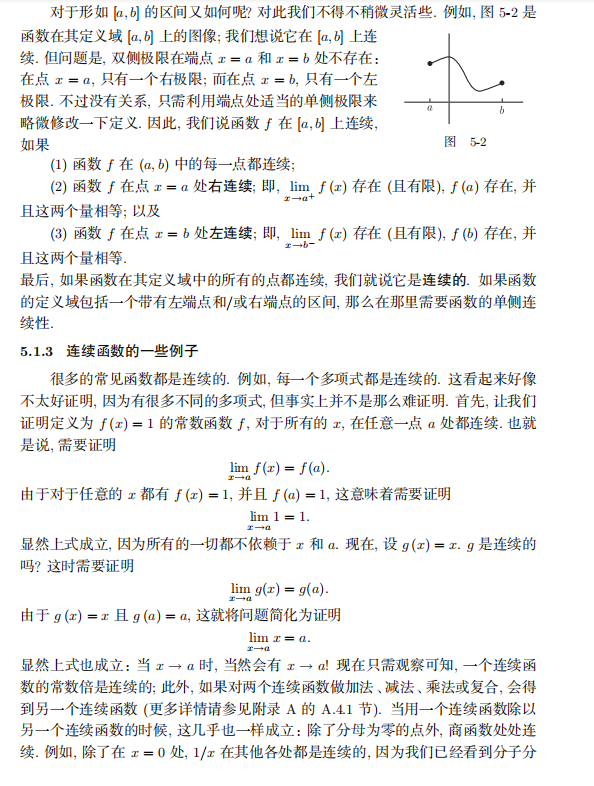 对于形如 [a, b] 的区间又如何呢? 对此我们不得不稍微灵活些. 例如, 图 5-2 是
函数在其定义域 [a, b] 上的图像; 我们想说它在 [a, b] 上连
续. 但问题是, 双侧极限在端点 x = a 和 x = b 处不存在:
在点 x = a, 只有一个右极限; 而在点 x = b, 只有一个左
极限. 不过没有关系, 只需利用端点处适当的单侧极限来
略微修改一下定义. 因此, 我们说函数 f 在 [a, b] 上连续,
如果
a
b
图 5-2
(1) 函数 f 在 (a, b) 中的每一点都连续;
(2) 函数 f 在点 x = a 处右连续; 即, lim x→a⁺ f (x) 存在 (且有限), f (a) 存在, 并
且这两个量相等; 以及
(3) 函数 f 在点 x = b 处左连续; 即, lim x→b⁻ f (x) 存在 (且有限), f (b) 存在, 并
且这两个量相等.
最后, 如果函数在其定义域中的所有的点都连续, 我们就说它是连续的. 如果函数
的定义域包括一个带有左端点和/或右端点的区间, 那么在那里需要函数的单侧连
续性.
5.1.3 连续函数的一些例子
很多的常见函数都是连续的. 例如, 每一个多项式都是连续的. 这看起来好像
不太好证明, 因为有很多不同的多项式, 但事实上并不是那么难证明. 首先, 让我们
证明定义为 f (x) = 1 的常数函数 f, 对于所有的 x, 在任意一点 a 处都连续. 也就
是说, 需要证明
lim x→a f(x) = f(a).
由于对于任意的 x 都有 f (x) = 1, 并且 f (a) = 1, 这意味着需要证明
lim x→a 1 = 1.
显然上式成立, 因为所有的一切都不依赖于 x 和 a. 现在, 设 g (x) = x. g 是连续的
吗? 这时需要证明
lim x→a g(x) = g(a).
由于 g (x) = x 且 g (a) = a, 这就将问题简化为证明
lim x→a x = a.
显然上式也成立: 当 x → a 时, 当然会有 x → a! 现在只需观察可知, 一个连续函
数的常数倍是连续的; 此外, 如果对两个连续函数做加法、减法、乘法或复合, 会得
到另一个连续函数 (更多详情请参见附录 A 的 A.4.1 节). 当用一个连续函数除以
另一个连续函数的时候, 这几乎也一样成立: 除了分母为零的点外, 商函数处处连
续. 例如, 除了在 x = 0 处, 1/x 在其他各处都是连续的, 因为我们已经看到分子分